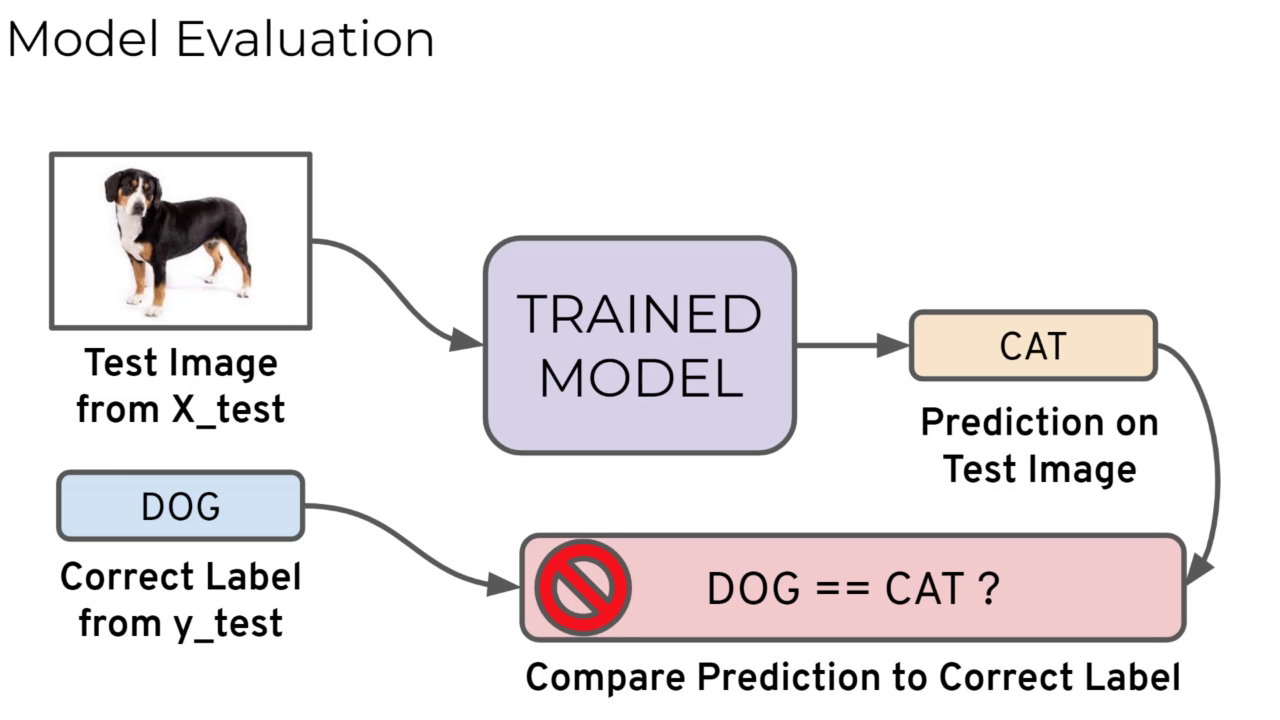 Model Evaluation
Test Image
from X_test
TRAINED
MODEL
CAT
Prediction on
Test Image
DOG
Correct Label
from y_test
DOG == CAT ?
Compare Prediction to Correct Label